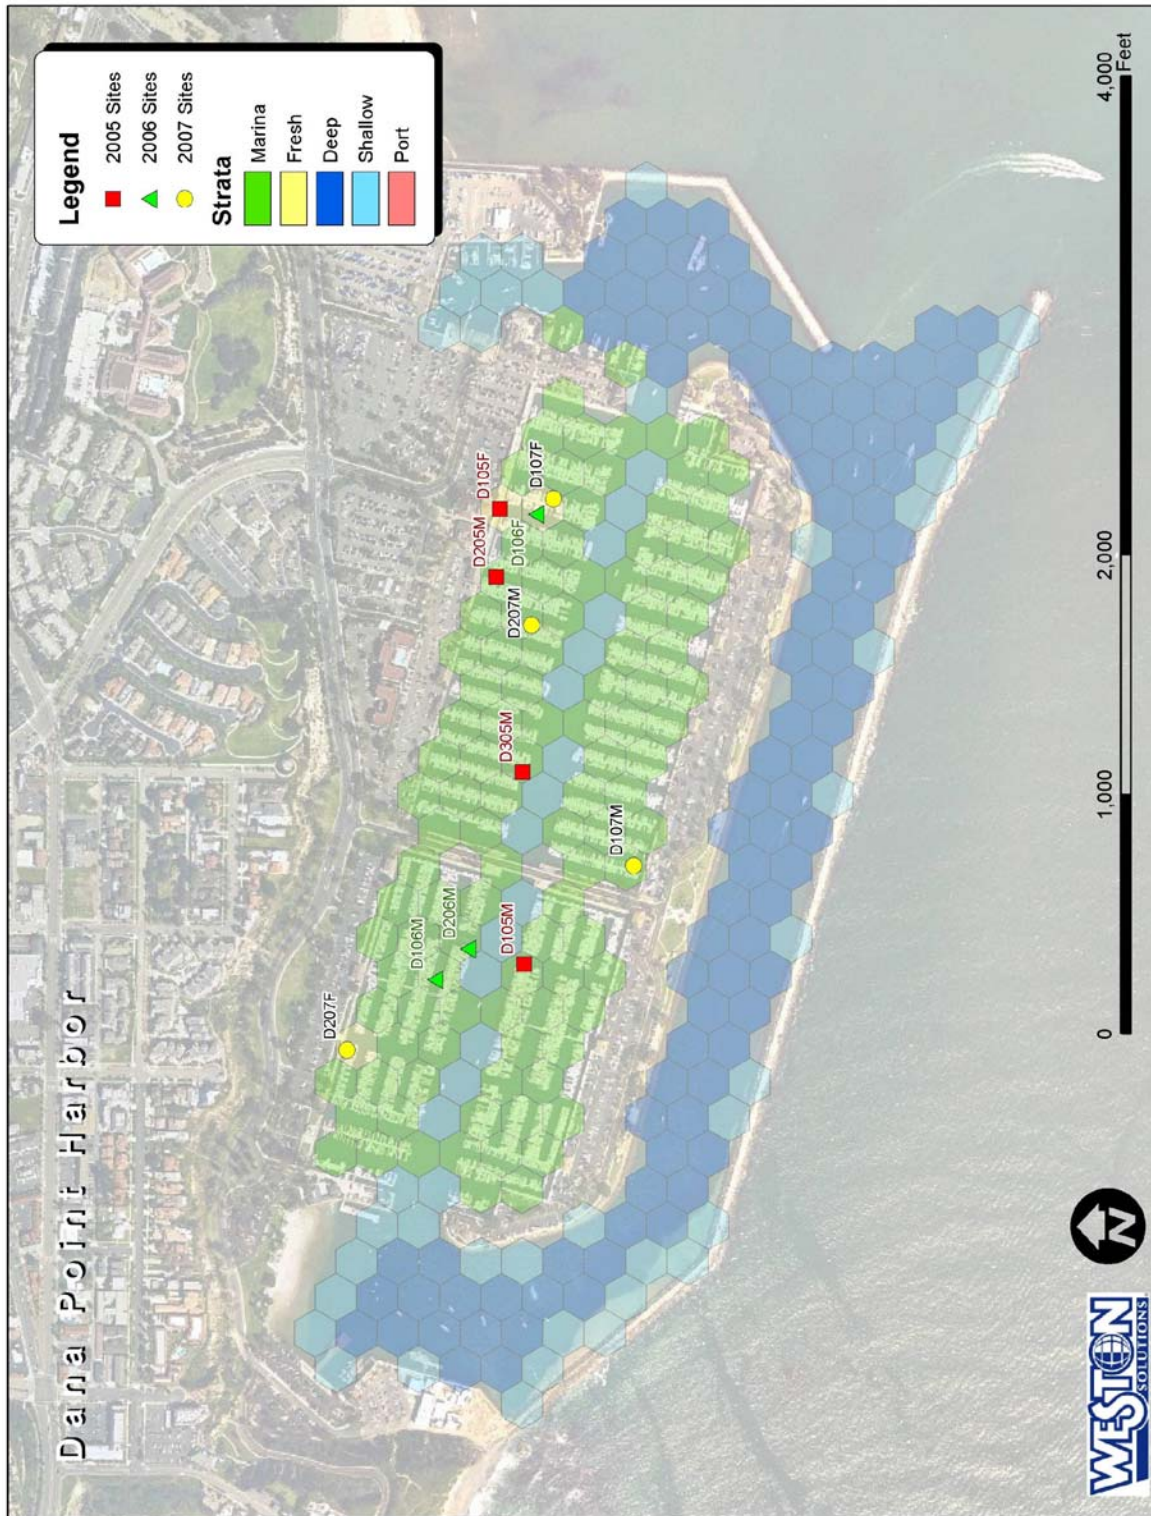 Dana Point Harbor
Legend
2005 Sites
2006 Sites
2007 Sites
Strata
Marina
Fresh
Deep
Shallow
Port
D207F
D106M
D206M
D105M
D107M
D305M
D207M
D205M
D106F
D105F
D107F
WESTON
SOLUTIONS
N
0
1,000
2,000
4,000
Feet